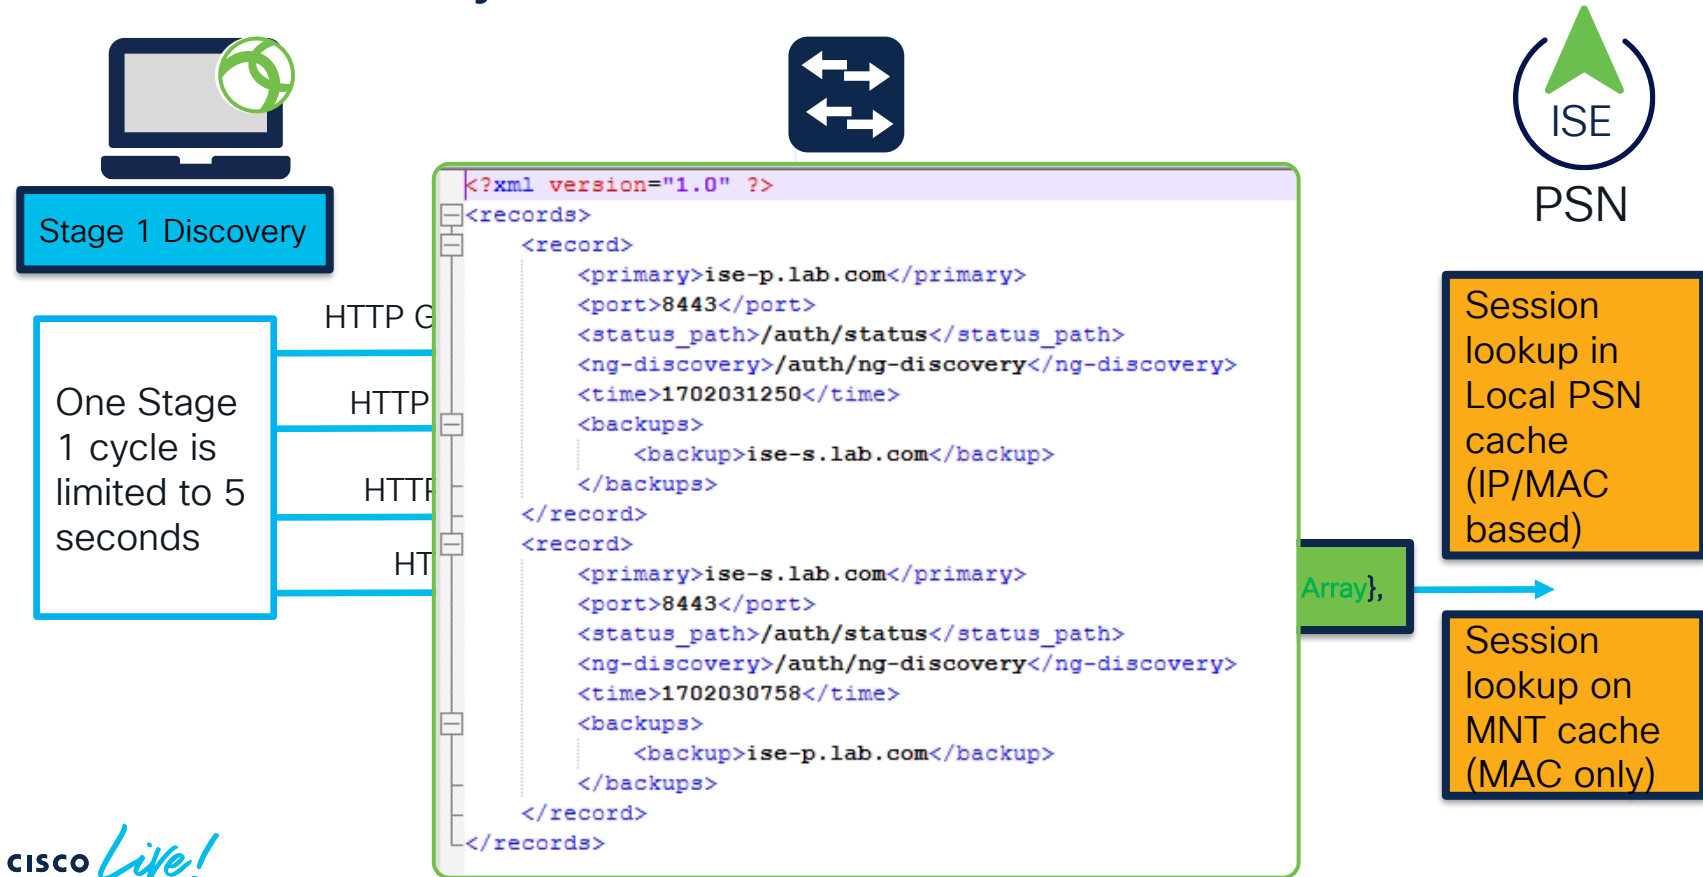 ISE
PSN
Stage 1 Discovery
One Stage
1 cycle is
limited to 5
seconds
HTTP G
HTTP
HTTP
HT
<?xml version="1.0" ?>
<records>
<record>
<primary>ise-p.lab.com</primary>
<port>8443</port>
<status_path>/auth/status</status_path>
<ng-discovery>/auth/ng-discovery</ng-discovery>
<time>1702031250</time>
<backups>
<backup>ise-s.lab.com</backup>
</backups>
</record>
<record>
<primary>ise-s.lab.com</primary>
<port>8443</port>
<status_path>/auth/status</status_path>
<ng-discovery>/auth/ng-discovery</ng-discovery>
<time>1702030758</time>
<backups>
<backup>ise-p.lab.com</backup>
</backups>
</record>
</records>
Array},
Session
lookup in
Local PSN
cache
(IP/MAC
based)
Session
lookup on
MNT cache
(MAC only)
CISCO Live!